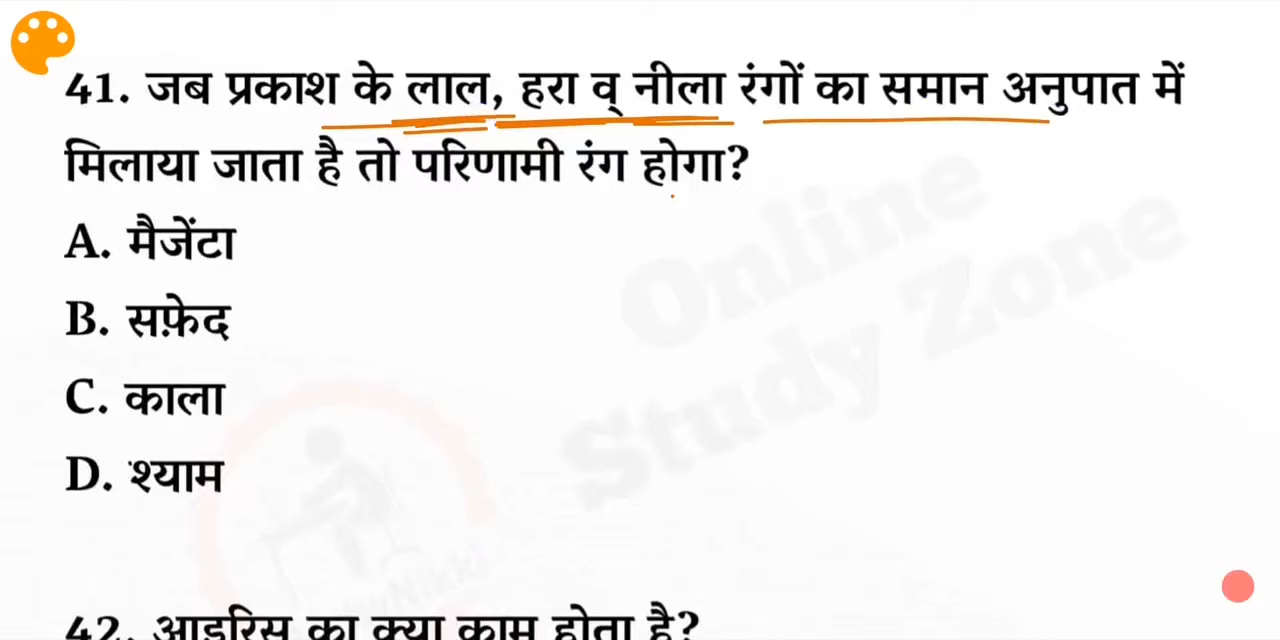 41. जब प्रकाश के लाल, हरा व् नीला रंगों का समान अनुपात में
मिलाया जाता है तो परिणामी रंग होगा?
A. मैजेंटा
B. सफ़ेद
C. काला
D. श्याम
Online
Study Zone
42. आइरिस का क्या काम होता है?